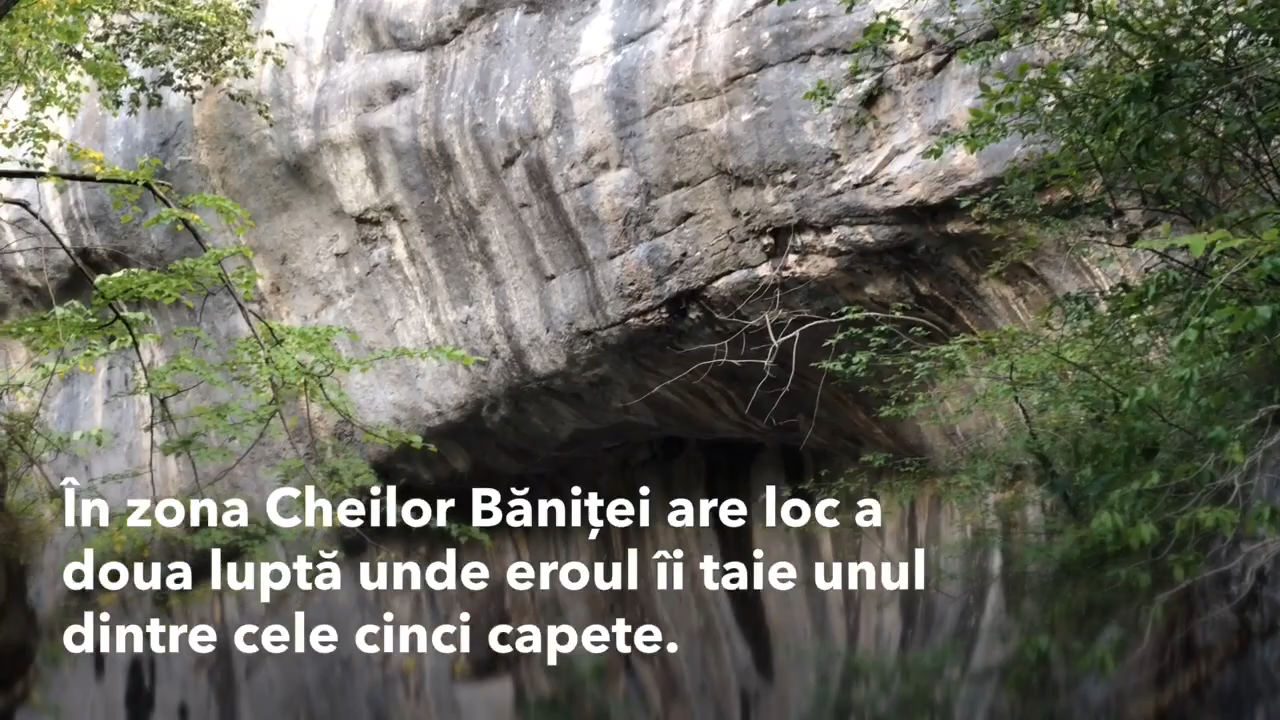 În zona Cheilor Băniței are loc a
doua luptă unde eroul îi taie unul
dintre cele cinci capete.